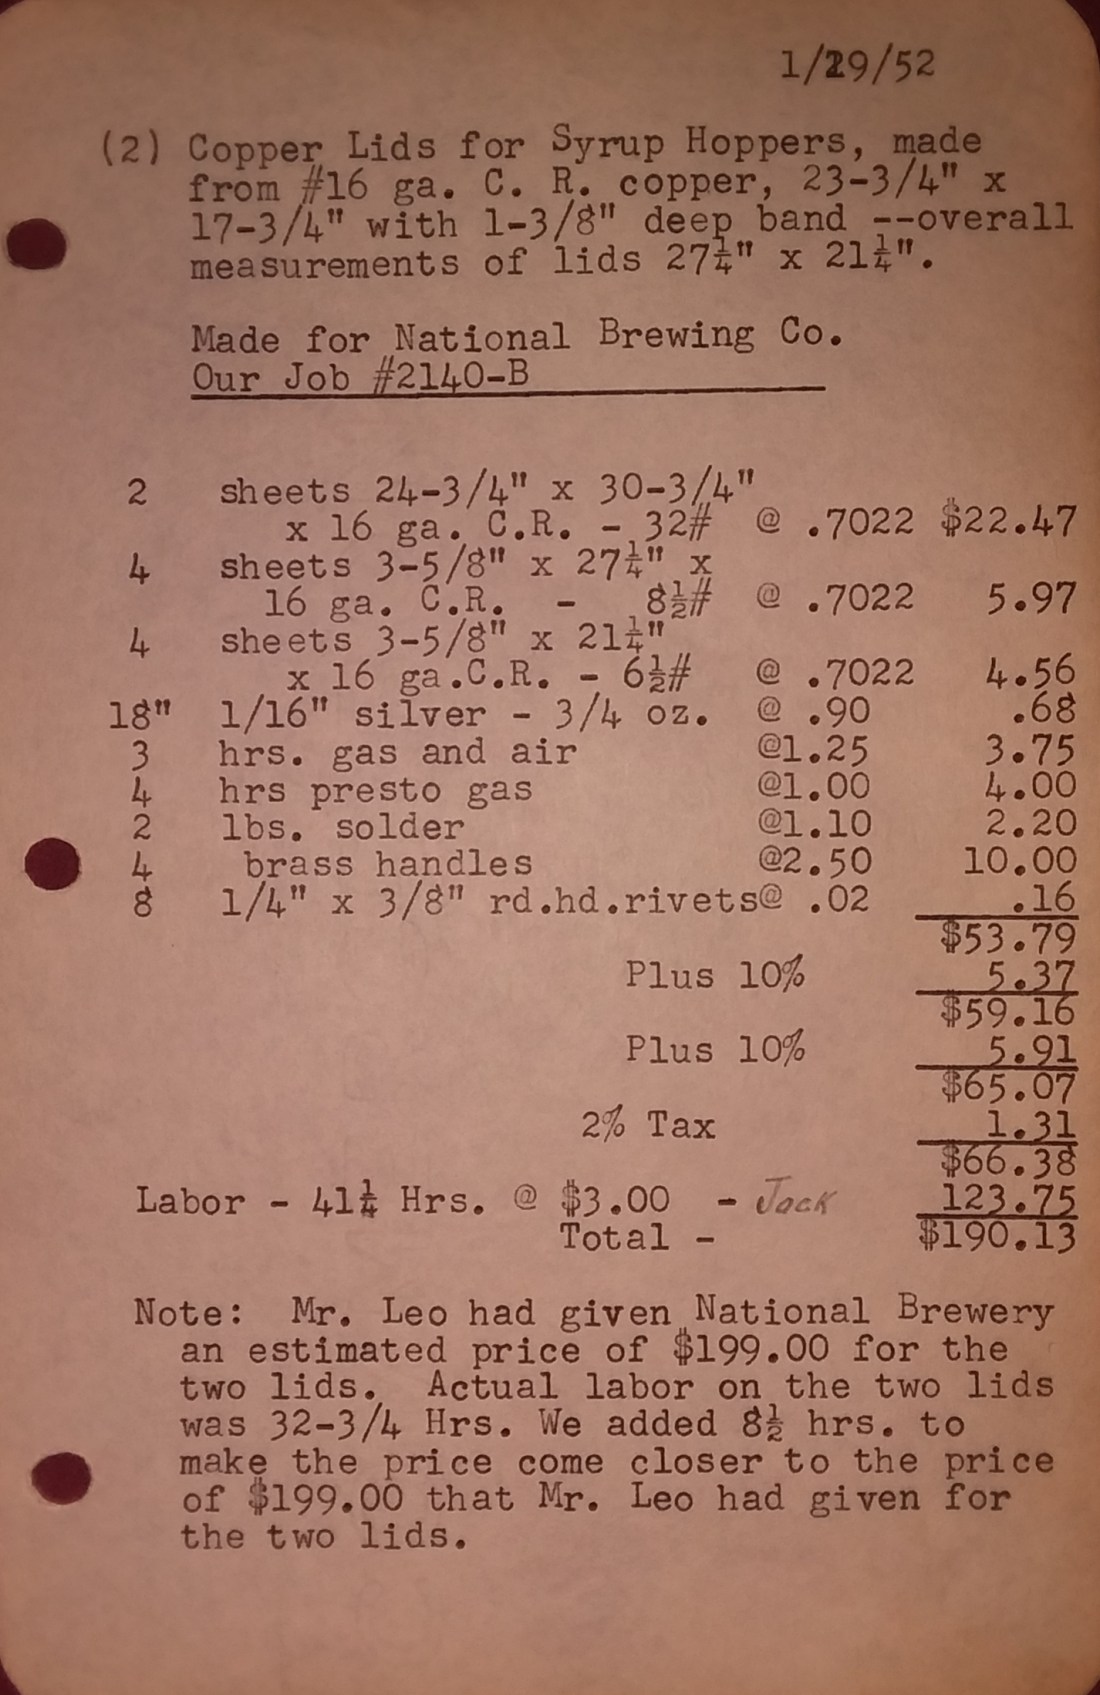 1/29/52
(2) Copper Lids for Syrup Hoppers, made
from #16 ga. C. R. copper, 23-3/4" x
17-3/4" with 1-3/8" deep band --overall
measurements of lids 27¼" x 21¼".
Made for National Brewing Co.
Our Job #2140-B
2 sheets 24-3/4" x 30-3/4"
x 16 ga. C.R. - 32# @ .7022 $22.47
4 sheets 3-5/8" x 27¼" x
16 ga. C.R. - 8½# @ .7022 5.97
4 sheets 3-5/8" x 21¼"
x 16 ga.C.R. - 6½# @ .7022 4.56
18" 1/16" silver - 3/4 oz. @ .90 .68
3 hrs. gas and air @1.25 3.75
4 hrs presto gas @1.00 4.00
2 lbs. solder @1.10 2.20
4 brass handles @2.50 10.00
8 1/4" x 3/8" rd.hd.rivets@ .02 .16
$53.79
Plus 10% 5.37
$59.16
Plus 10% 5.91
$65.07
2% Tax 1.31
$66.38
Labor - 41¼ Hrs. @ $3.00 - Jack 123.75
Total - $190.13
Note: Mr. Leo had given National Brewery
an estimated price of $199.00 for the
two lids. Actual labor on the two lids
was 32-3/4 Hrs. We added 8½ hrs. to
make the price come closer to the price
of $199.00 that Mr. Leo had given for
the two lids.